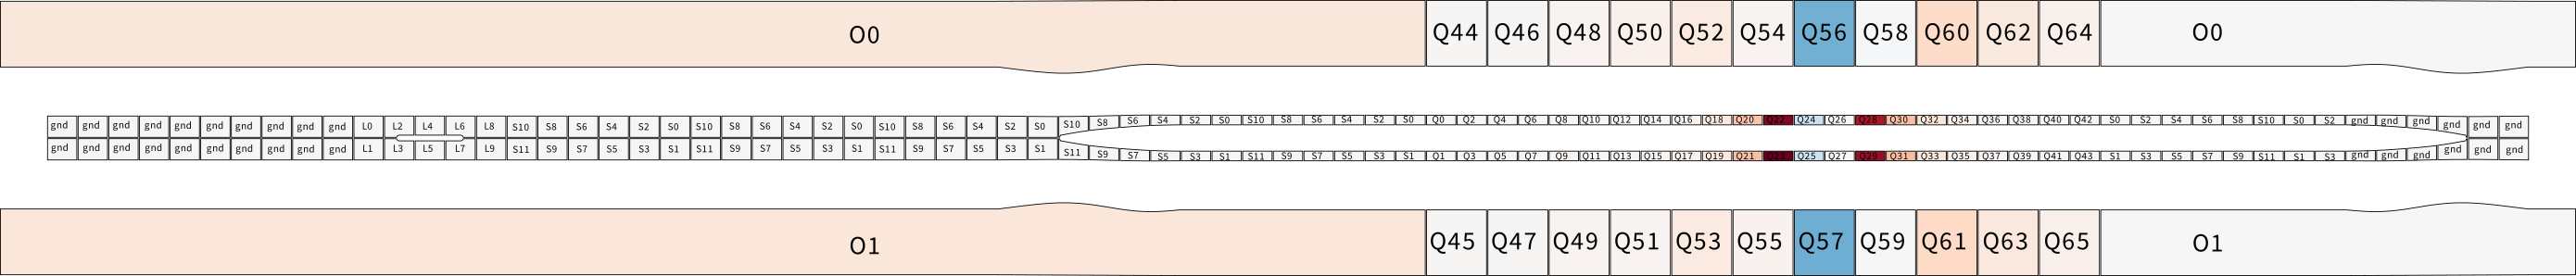 O0 Q44 Q46 Q48 Q50 Q52 Q54 Q56 Q58 Q60 Q62 Q64 O0
gnd gnd gnd gnd gnd gnd gnd gnd gnd gnd L0 L2 L4 L6 L8 S10 S8 S6 S4 S2 S0 S10 S8 S6 S4 S2 S0 S10 S8 S6 S4 S2 S0 S10 S8 S6 S4 S2 S0 S10 S8 S6 S4 S2 S0 Q0 Q2 Q4 Q6 Q8 Q10 Q12 Q14 Q16 Q18 Q20 Q22 Q24 Q26 Q28 Q30 Q32 Q34 Q36 Q38 Q40 Q42 S0 S2 S4 S6 S8 S10 S0 S2 gnd gnd gnd gnd gnd gnd
gnd gnd gnd gnd gnd gnd gnd gnd gnd gnd L1 L3 L5 L7 L9 S11 S9 S7 S5 S3 S1 S11 S9 S7 S5 S3 S1 S11 S9 S7 S5 S3 S1 S11 S9 S7 S5 S3 S1 S11 S9 S7 S5 S3 S1 Q1 Q3 Q5 Q7 Q9 Q11 Q13 Q15 Q17 Q19 Q21 Q23 Q25 Q27 Q29 Q31 Q33 Q35 Q37 Q39 Q41 Q43 S1 S3 S5 S7 S9 S11 S1 S3 gnd gnd gnd gnd gnd gnd
O1 Q45 Q47 Q49 Q51 Q53 Q55 Q57 Q59 Q61 Q63 Q65 O1